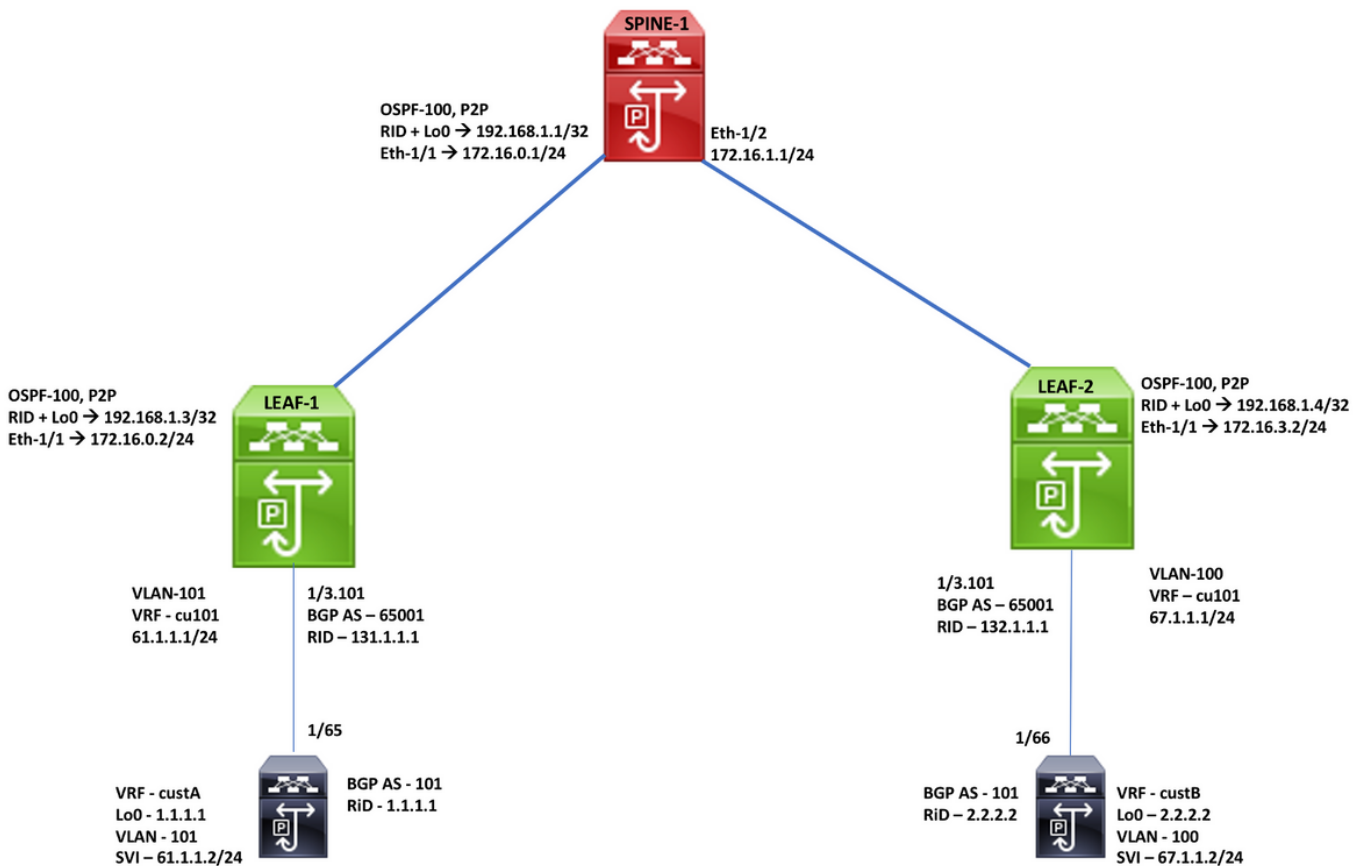 SPINE-1
OSPF-100, P2P
RID + Lo0 → 192.168.1.1/32
Eth-1/1 → 172.16.0.1/24
P
Eth-1/2
172.16.1.1/24
OSPF-100, P2P
RID + Lo0 → 192.168.1.3/32
Eth-1/1 → 172.16.0.2/24
LEAF-1
P
LEAF-2
P
OSPF-100, P2P
RID + Lo0 → 192.168.1.4/32
Eth-1/1 → 172.16.3.2/24
VLAN-101
VRF - cu101
61.1.1.1/24
1/3.101
BGP AS – 65001
RID – 131.1.1.1
1/3.101
BGP AS – 65001
RID – 132.1.1.1
VLAN-100
VRF – cu101
67.1.1.1/24
1/65
1/66
VRF - custA
Lo0 - 1.1.1.1
VLAN - 101
SVI – 61.1.1.2/24
P
BGP AS - 101
RiD - 1.1.1.1
BGP AS - 101
RiD – 2.2.2.2
P
VRF – custB
Lo0 – 2.2.2.2
VLAN - 100
SVI – 67.1.1.2/24